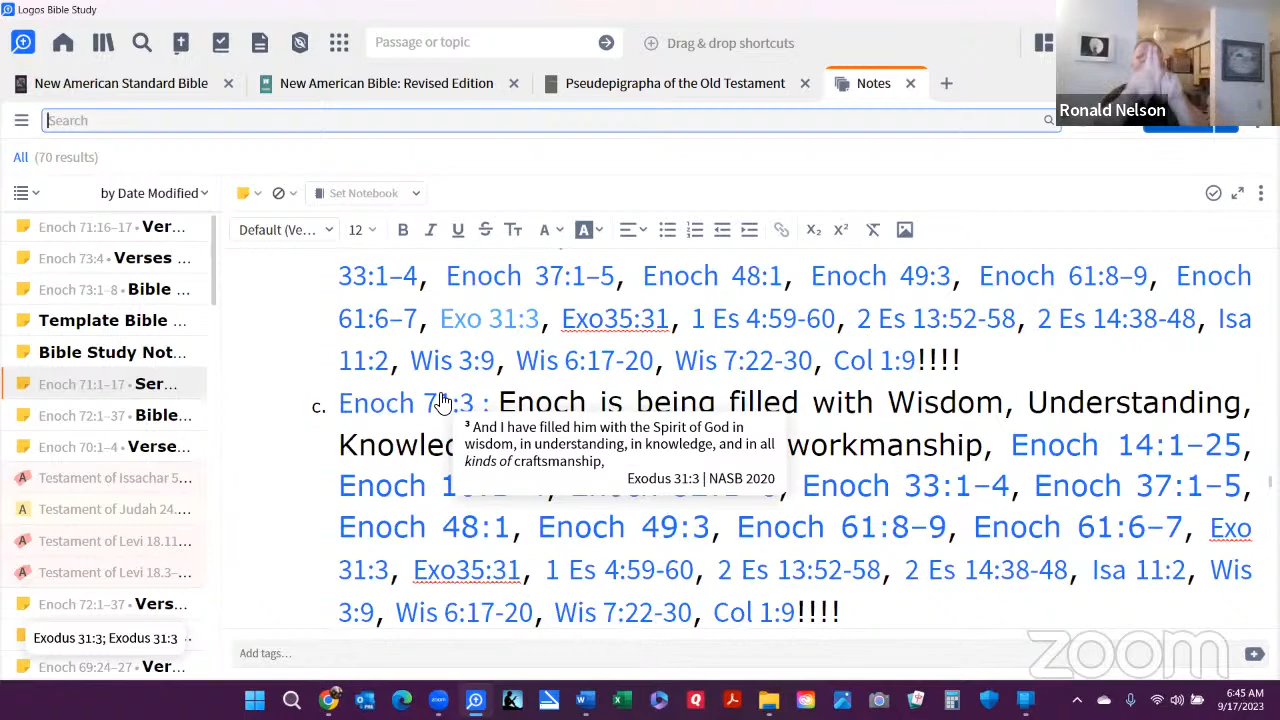 Logos Bible Study
Passage or topic
Drag & drop shortcuts
New American Standard Bible
New American Bible: Revised Edition
Pseudepigrapha of the Old Testament
Notes
Ronald Nelson
Search
All (70 results)
by Date Modified
Set Notebook
Default (Ve...
12
Enoch 71:16–17 • Ver...
Enoch 73:4 • Verses ...
Enoch 73:1–8 • Bible ...
Template Bible ...
Bible Study Not...
Enoch 71:1–17 • Ser...
Enoch 72:1–37 • Bible...
Enoch 70:1–4 • Verse...
Testament of Issachar 5...
Testament of Judah 24...
Testament of Levi 18.11...
Testament of Levi 18.3–...
Enoch 72:1–37 • Vers...
Exodus 31:3; Exodus 31:3
Enoch 69:24–27 • Ver...
33:1–4, Enoch 37:1–5, Enoch 48:1, Enoch 49:3, Enoch 61:8–9, Enoch
61:6–7, Exo 31:3, Exo35:31, 1 Es 4:59-60, 2 Es 13:52-58, 2 Es 14:38-48, Isa
11:2, Wis 3:9, Wis 6:17-20, Wis 7:22-30, Col 1:9!!!!
c. Enoch :3 : Enoch is being filled with Wisdom, Understanding,
workmanship, Enoch 14:1–25,
Enoch 33:1–4, Enoch 37:1–5,
Enoch 48:1, Enoch 49:3, Enoch 61:8–9, Enoch 61:6–7, Exo
31:3, Exo35:31, 1 Es 4:59-60, 2 Es 13:52-58, 2 Es 14:38-48, Isa 11:2, Wis
3:9, Wis 6:17-20, Wis 7:22-30, Col 1:9!!!!
3 And I have filled him with the Spirit of God in
wisdom, in understanding, in knowledge, and in all
kinds of craftsmanship,
Exodus 31:3 | NASB 2020
Add tags...
zoom
6:45 AM
9/17/2023